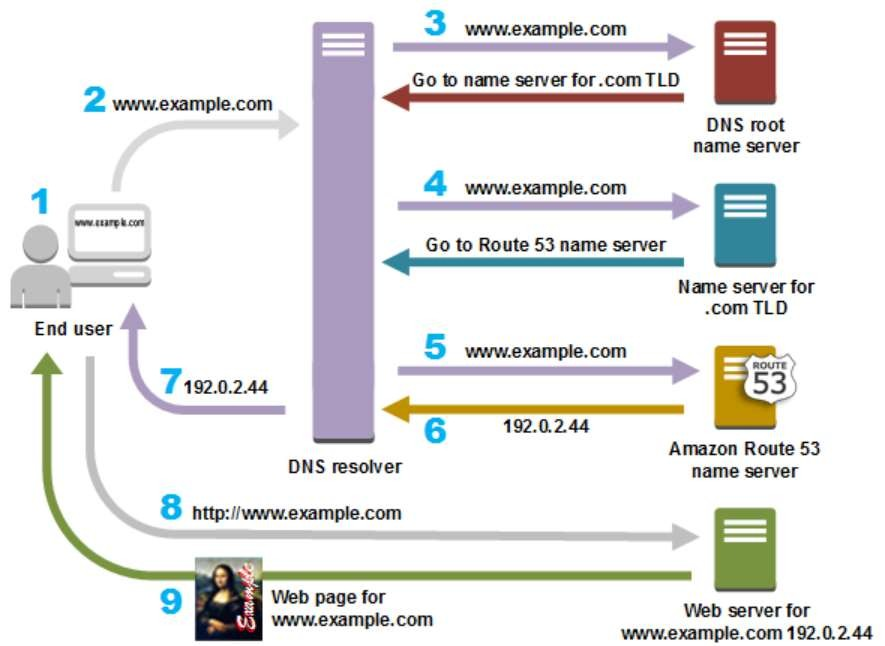 3
www.example.com
Go to name server for .com TLD
DNS root
name server
2
www.example.com
1
www.example.com
End user
4
www.example.com
Go to Route 53 name server
Name server for
.com TLD
5
www.example.com
ROUTE
53
7
192.0.2.44
6
192.0.2.44
Amazon Route 53
name server
DNS resolver
8
http://www.example.com
9
Example
Web page for
www.example.com
Web server for
www.example.com 192.0.2.44